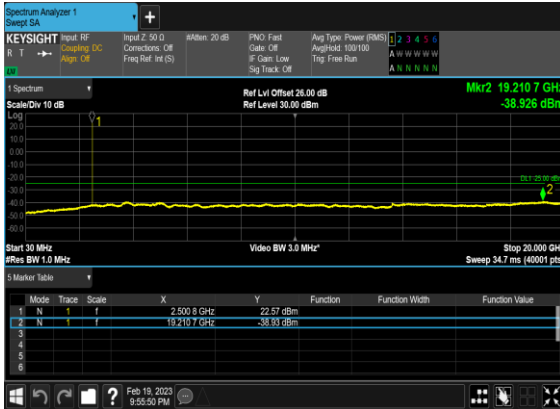 Spectrum Analyzer 1
Swept SA
+
KEYSIGHT Input: RF Input Z: 50 Ω #Atten: 20 dB PNO: Fast Avg Type: Power (RMS) 1 2 3 4 5 6
R T Coupling: DC Corrections: Off Gate: Off Avg|Hold: 100/100 A W W W W W
Align: Off Freq Ref: Int (S) IF Gain: Low Trig: Free Run
Sig Track: Off A N N N N N
1 Spectrum Ref Lvl Offset 26.00 dB Mkr2 19.210 7 GHz
Scale/Div 10 dB Ref Level 30.00 dBm -38.926 dBm
Log
1
20.0
10.0
0.00
-10.0
-20.0 DL1 -25.00 dBm
-30.0 2
-40.0
-50.0
-60.0
Start 30 MHz Video BW 3.0 MHz* Stop 20.000 GHz
#Res BW 1.0 MHz Sweep 34.7 ms (40001 pts)
5 Marker Table
Mode Trace Scale X Y Function Function Width Function Value
1 N 1 f 2.500 8 GHz 22.57 dBm
2 N 1 f 19.210 7 GHz -38.93 dBm
3
4
5
6
? Feb 19, 2023
9:55:50 PM